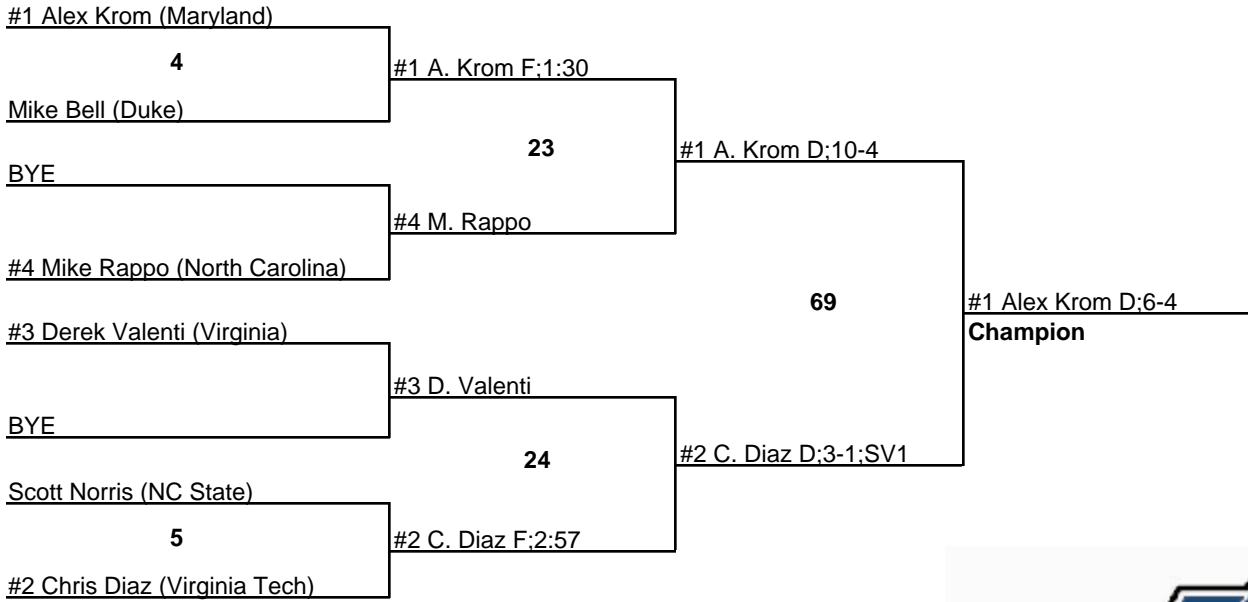 #1 Alex Krom (Maryland)
4
#1 A. Krom F;1:30
Mike Bell (Duke)
23
#1 A. Krom D;10-4
BYE
#4 M. Rappo
#4 Mike Rappo (North Carolina)
69
#1 Alex Krom D;6-4
Champion
#3 Derek Valenti (Virginia)
#3 D. Valenti
BYE
24
#2 C. Diaz D;3-1;SV1
Scott Norris (NC State)
5
#2 C. Diaz F;2:57
#2 Chris Diaz (Virginia Tech)